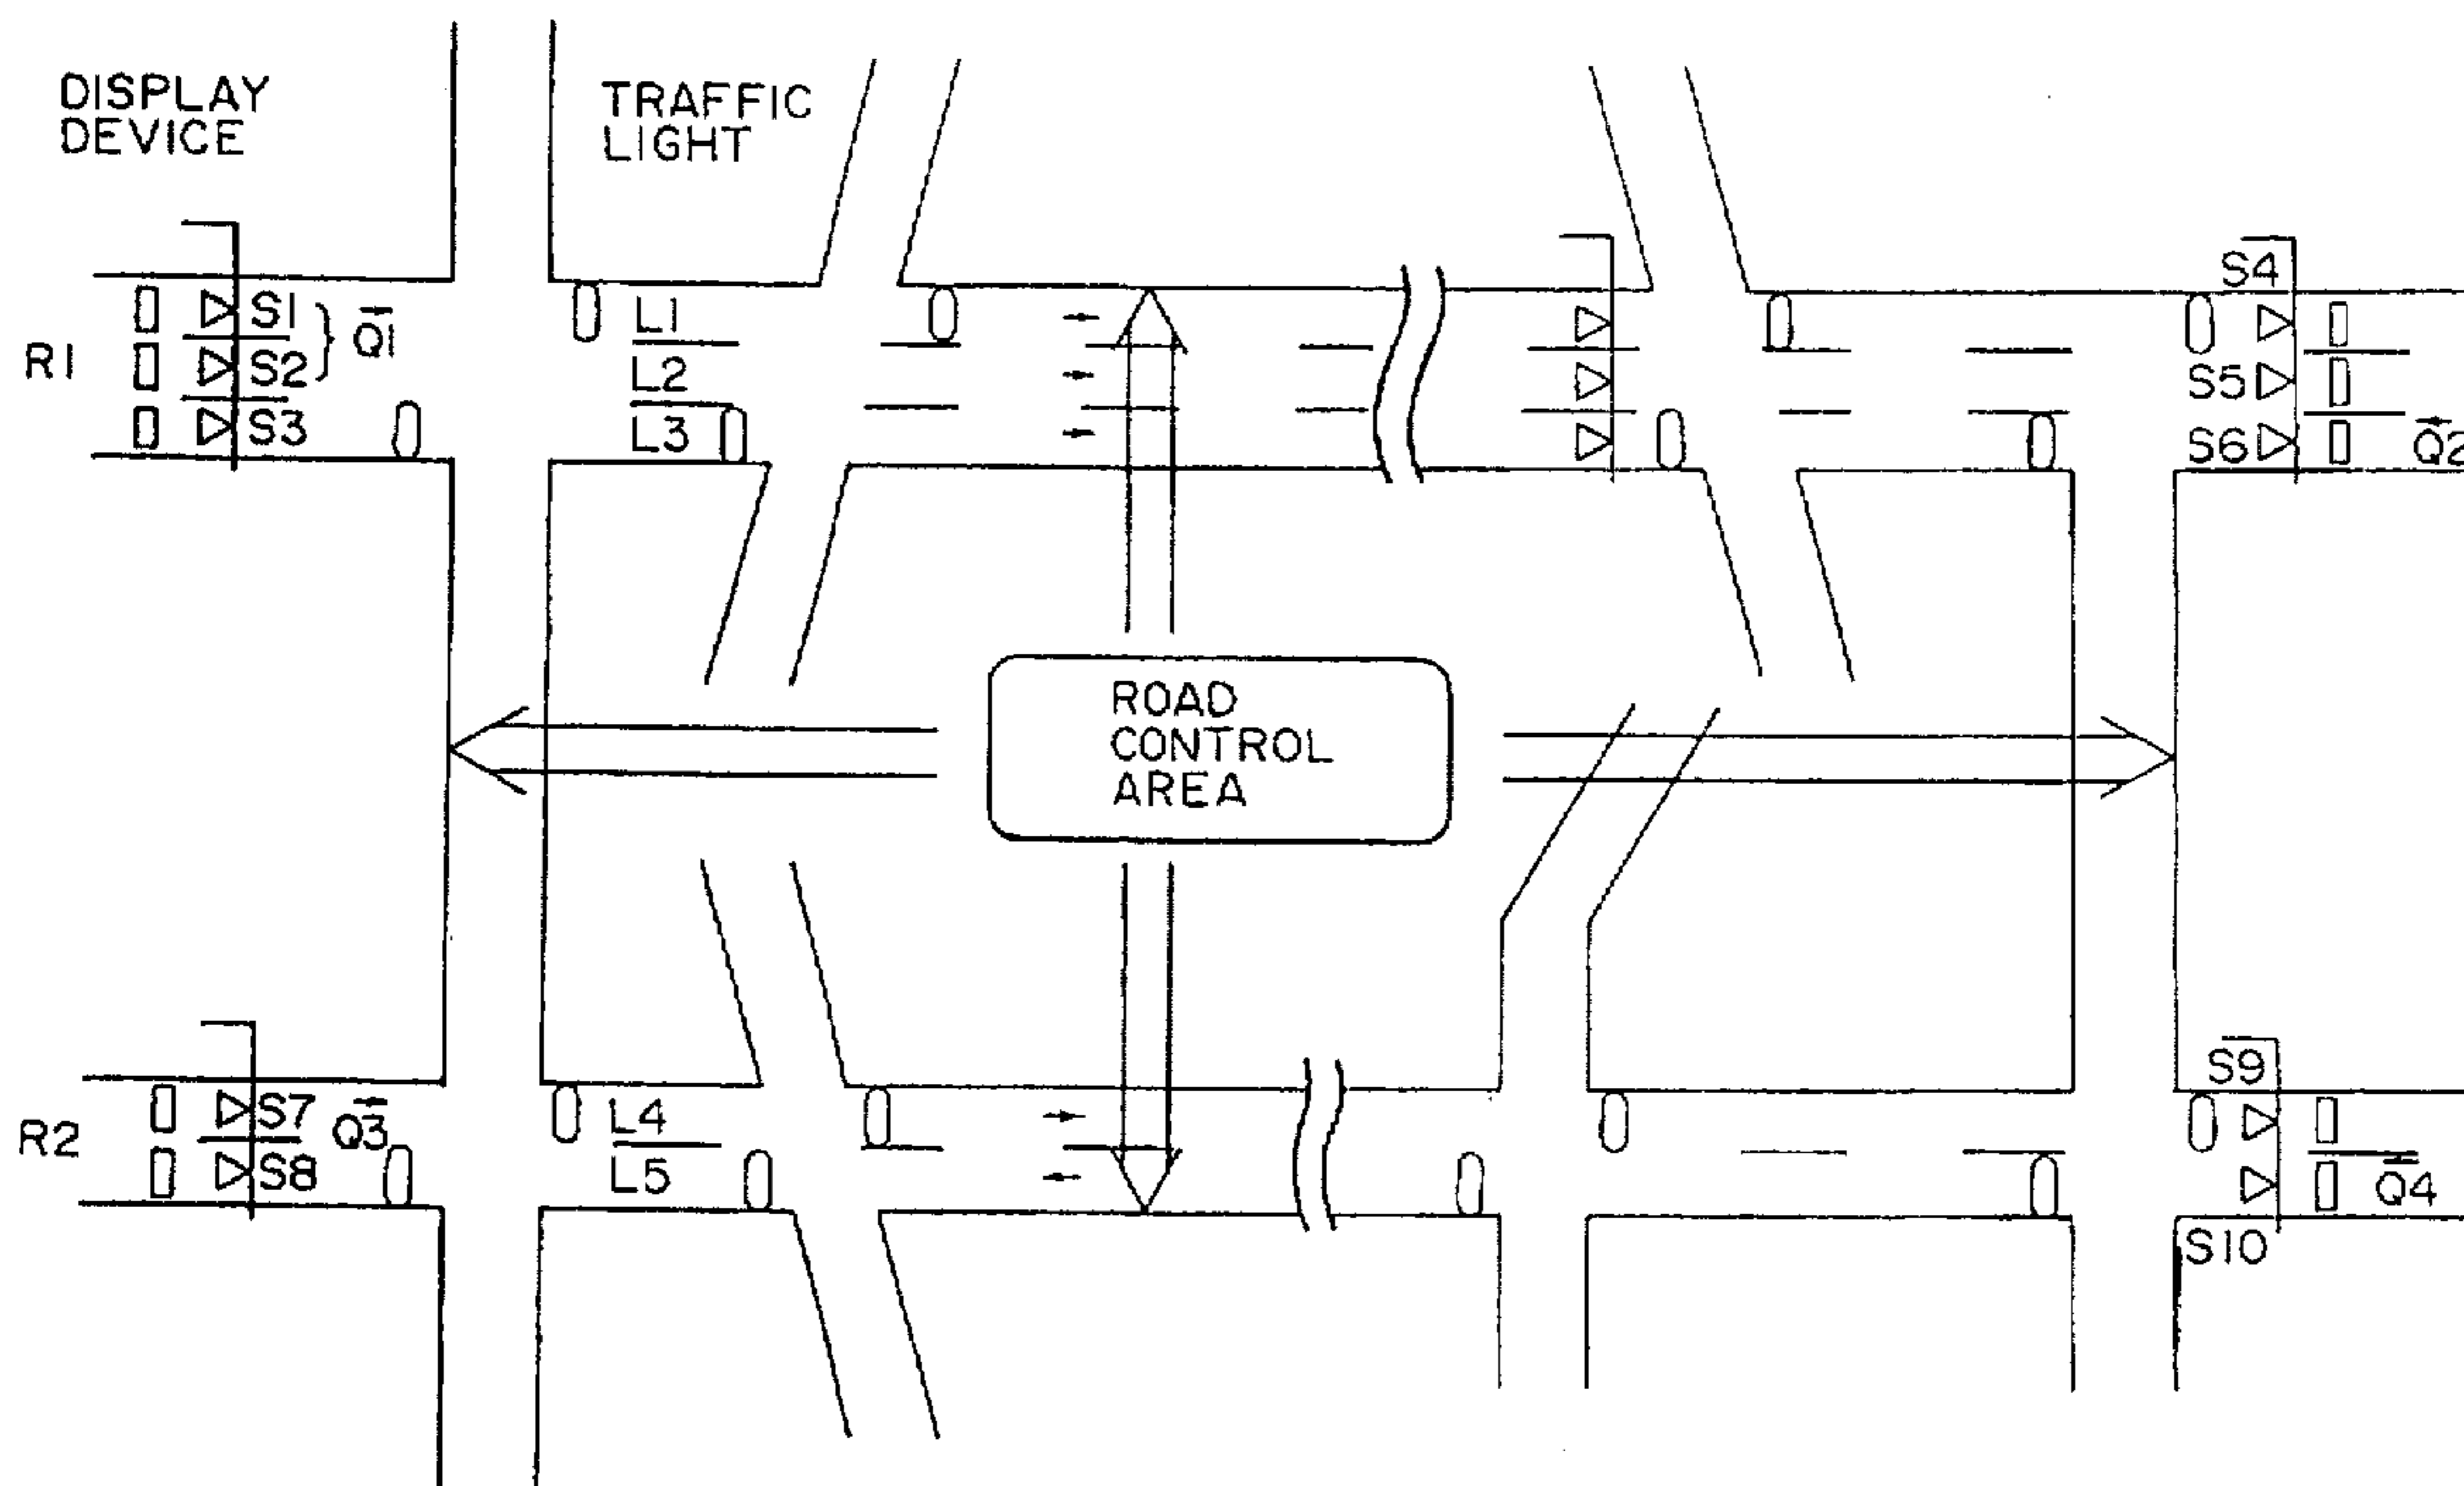 DISPLAY
DEVICE
TRAFFIC
LIGHT
R1
S1
S2
S3
Q1
L1
L2
L3
S4
S5
S6
Q2
ROAD
CONTROL
AREA
R2
S7
S8
Q3
L4
L5
S9
Q4
S10